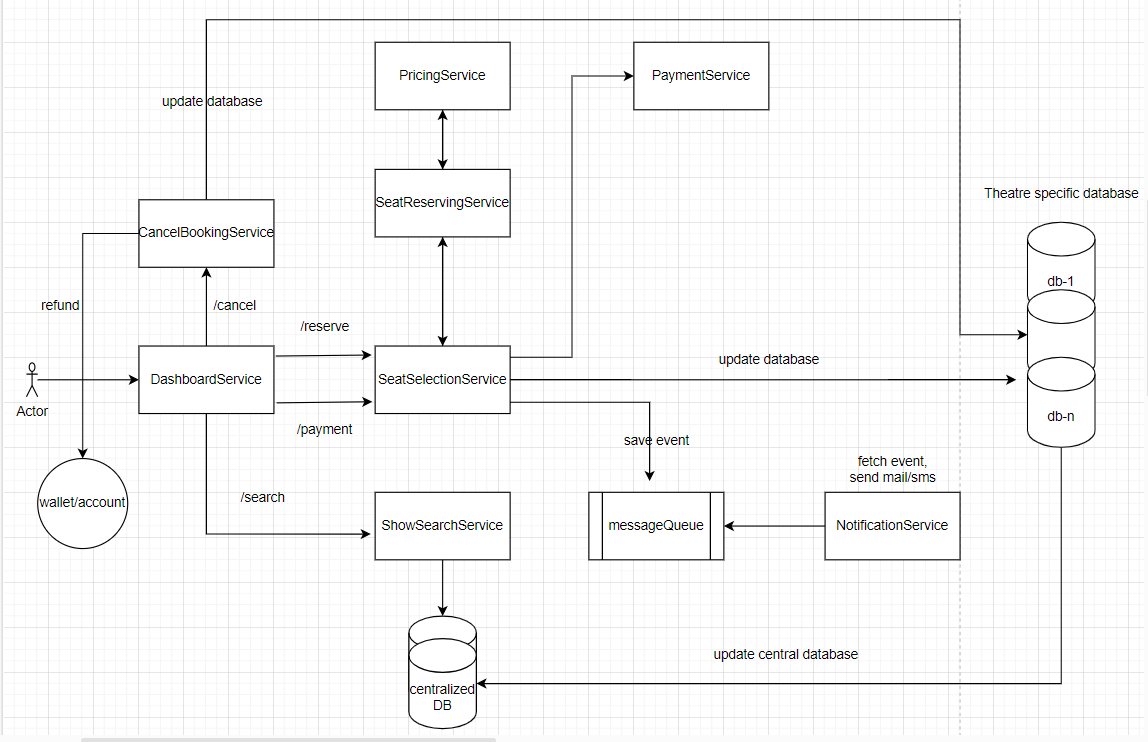 PricingService
PaymentService
update database
Theatre specific database
SeatReservingService
CancelBookingService
db-1
refund
/cancel
/reserve
update database
DashboardService
SeatSelectionService
Actor
db-n
/payment
save event
fetch event,
send mail/sms
/search
wallet/account
ShowSearchService
messageQueue
NotificationService
update central database
centralized
DB